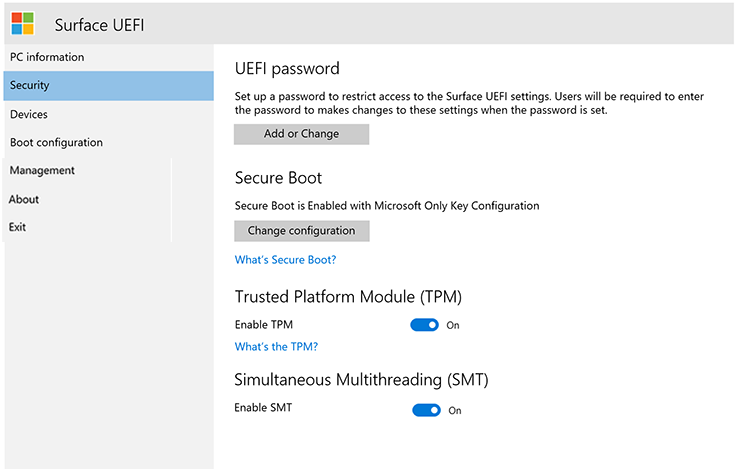 Surface UEFI
PC information
Security
Devices
Boot configuration
Management
About
Exit
UEFI password
Set up a password to restrict access to the Surface UEFI settings. Users will be required to enter
the password to makes changes to these settings when the password is set.
Add or Change
Secure Boot
Secure Boot is Enabled with Microsoft Only Key Configuration
Change configuration
What's Secure Boot?
Trusted Platform Module (TPM)
Enable TPM On
What's the TPM?
Simultaneous Multithreading (SMT)
Enable SMT On